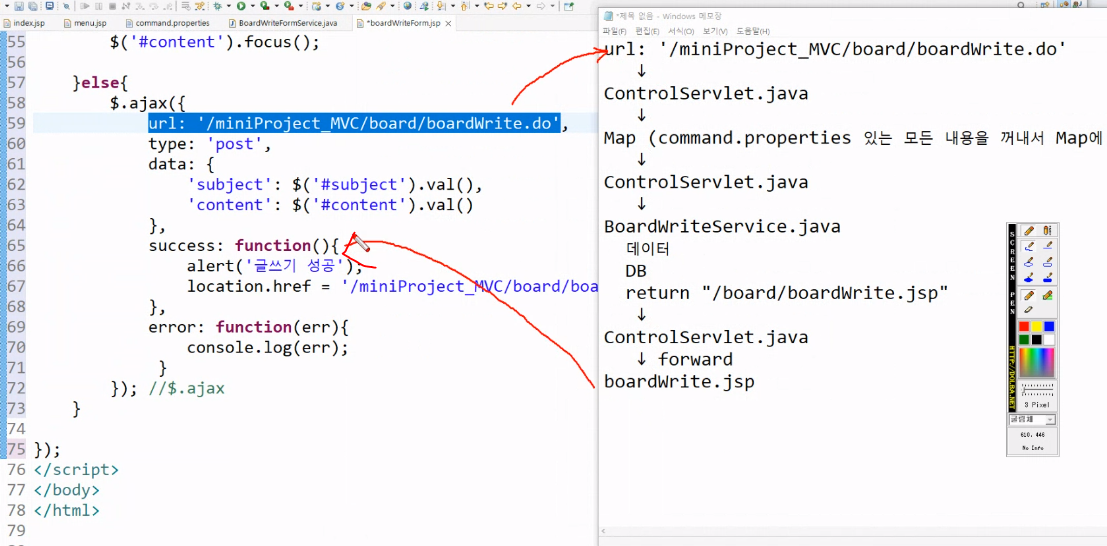 index.jsp
menu.jsp
command.properties
BoardWriteFormService.java
*boardWriteForm.jsp
55 $('#content').focus();
56
57 }else{
58 $.ajax({
59 url: '/miniProject_MVC/board/boardWrite.do',
60 type: 'post',
61 data: {
62 'subject': $('#subject').val(),
63 'content': $('#content').val()
64 },
65 success: function(){
66 alert('글쓰기 성공');
67 location.href = '/miniProject_MVC/board/boa
68 },
69 error: function(err){
70 console.log(err);
71 }
72 }); //$.ajax
73 }
74
75 });
76 </script>
77 </body>
78 </html>
79
*제목 없음 - Windows 메모장
파일(F) 편집(E) 서식(O) 보기(V) 도움말(H)
url: '/miniProject_MVC/board/boardWrite.do'
↓
ControlServlet.java
↓
Map (command.properties 있는 모든 내용을 꺼내서 Map에
↓
ControlServlet.java
↓
BoardWriteService.java
데이터
DB
return "/board/boardWrite.jsp"
↓
ControlServlet.java
↓ forward
boardWrite.jsp
SCREEN PEN
3 Pixel
610, 446
No Info